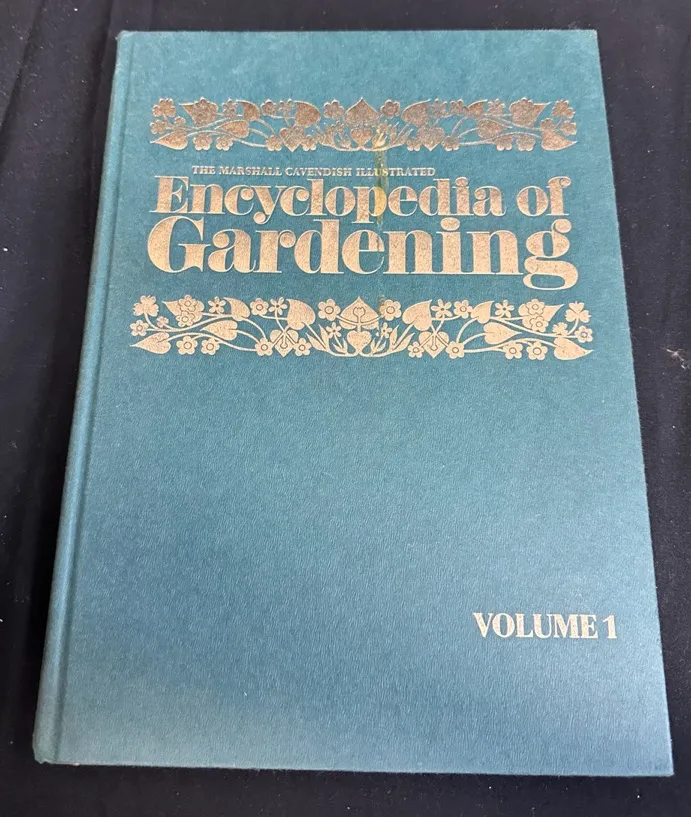 THE MARSHALL CAVENDISH ILLUSTRATED
Encyclopedia of
Gardening
VOLUME 1